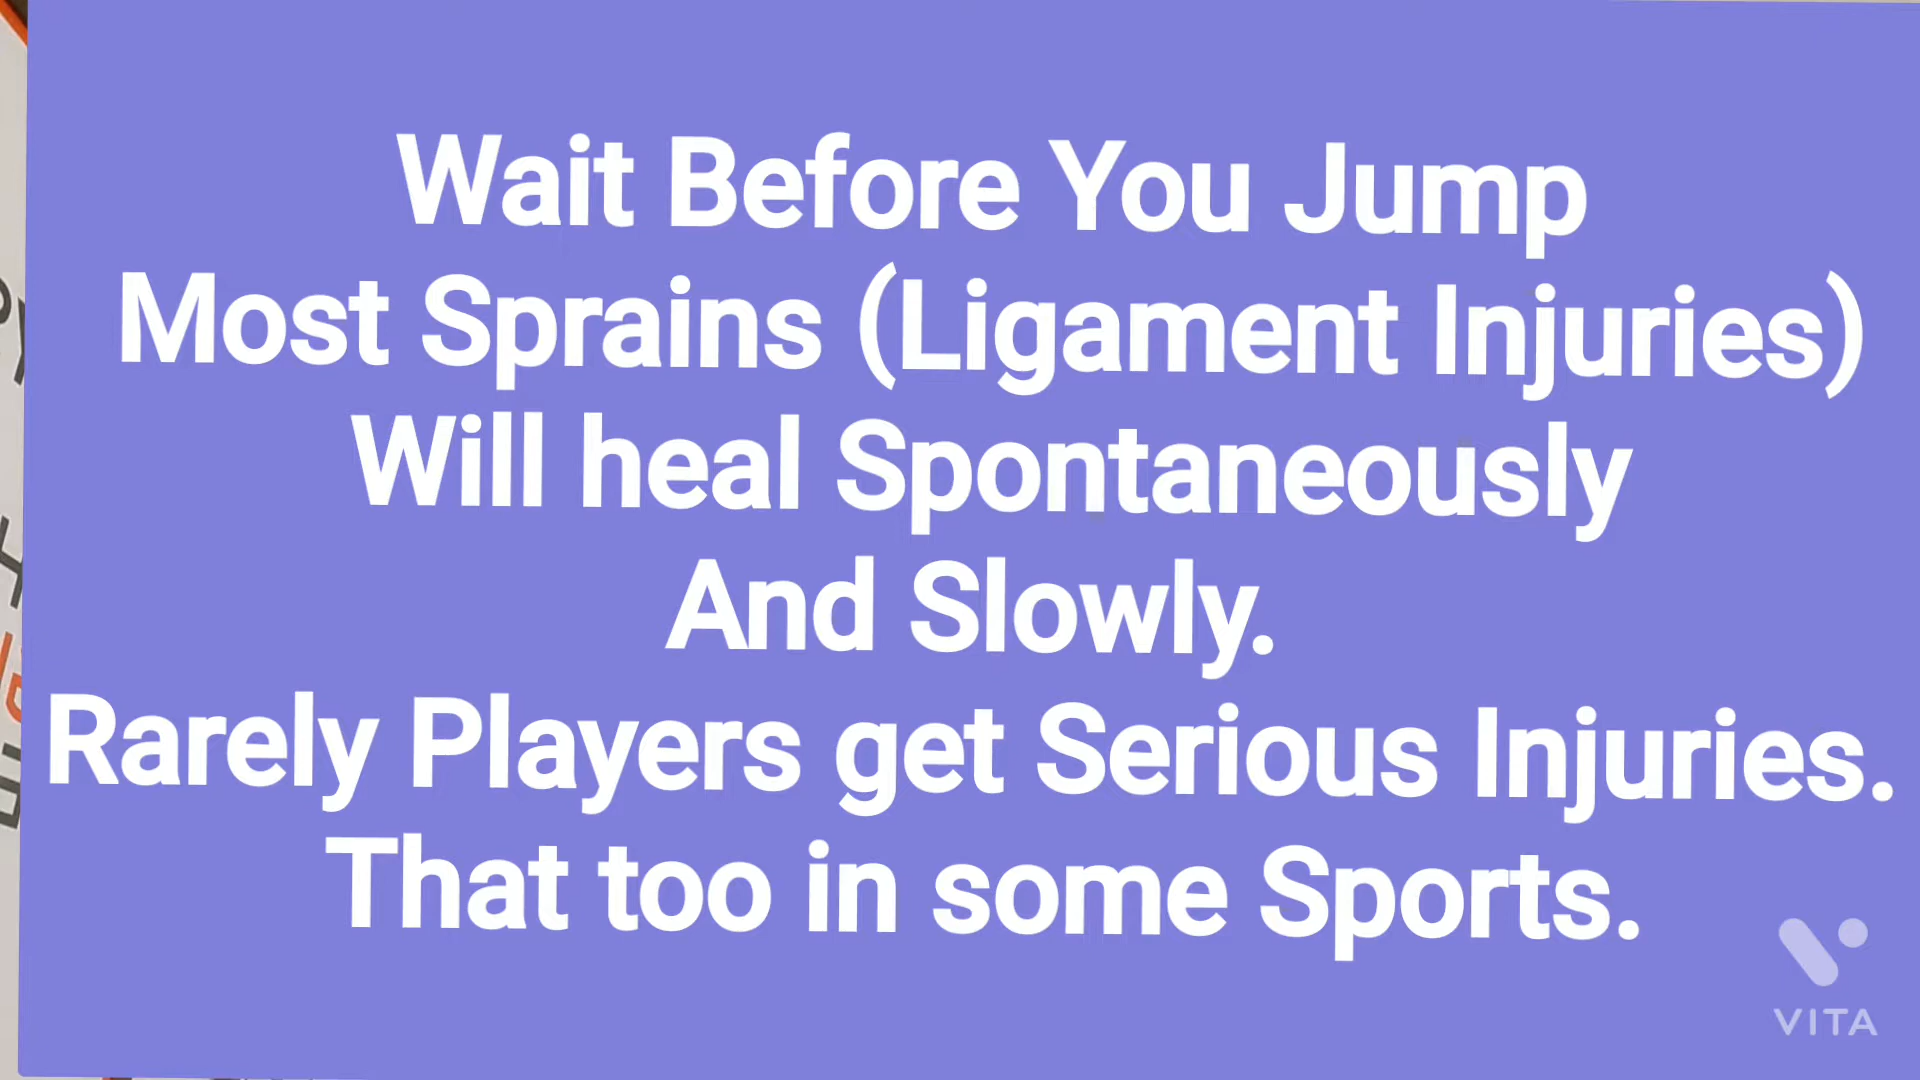 Wait Before You Jump
Most Sprains (Ligament Injuries)
Will heal Spontaneously
And Slowly.
Rarely Players get Serious Injuries.
That too in some Sports.
VITA